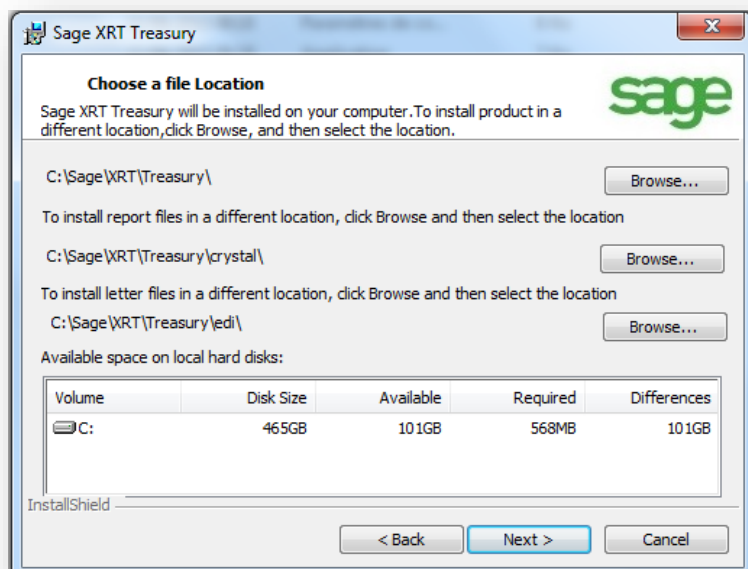 Sage XRT Treasury
Choose a file Location
Sage XRT Treasury will be installed on your computer.To install product in a
different location,click Browse, and then select the location.
sage
C:\Sage\XRT\Treasury\
Browse...
To install report files in a different location, click Browse and then select the location
C:\Sage\XRT\Treasury\crystal\
Browse...
To install letter files in a different location, click Browse and then select the location
C:\Sage\XRT\Treasury\edi\
Browse...
Available space on local hard disks:
Volume Disk Size Available Required Differences
C: 465GB 101GB 568MB 101GB
InstallShield
< Back Next > Cancel